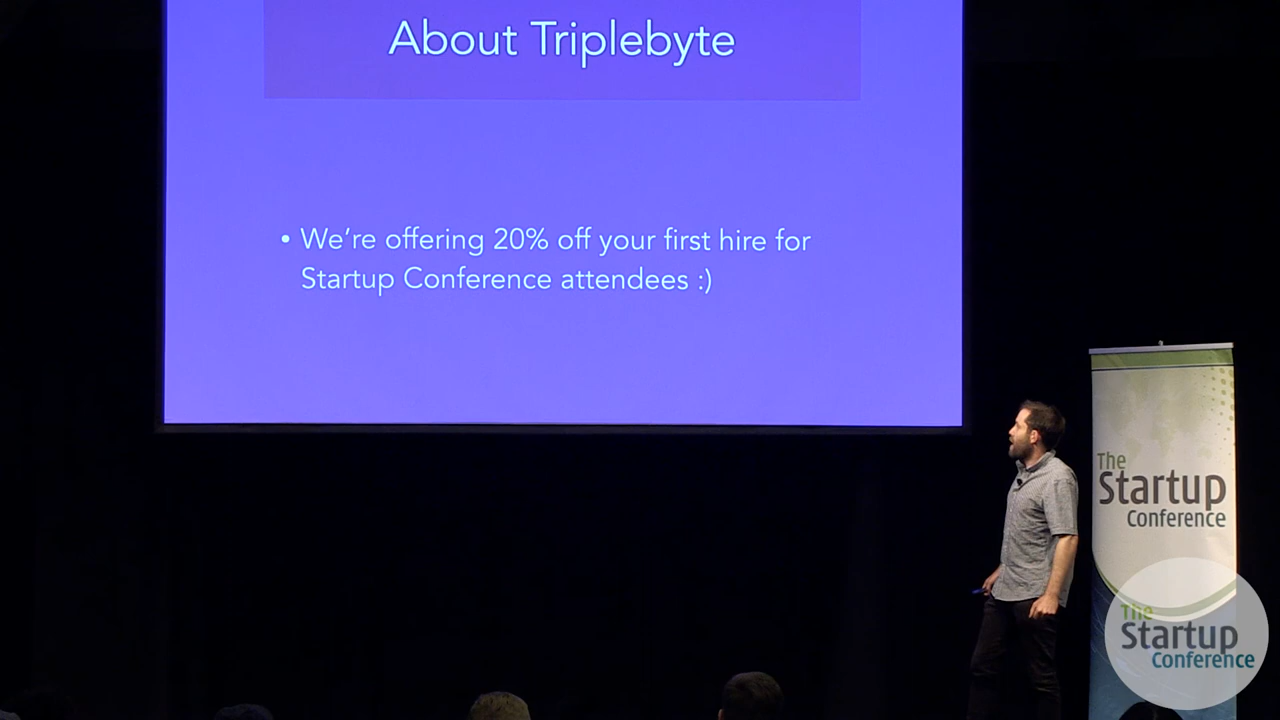 About Triplebyte
• We're offering 20% off your first hire for
Startup Conference attendees :)
The
Startup
Conference
The
Startup
Conference